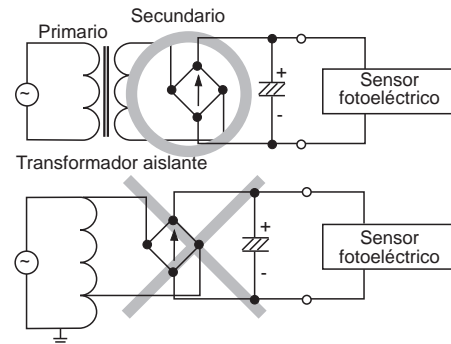 Secundario
Primario
~
+
-
Sensor
fotoeléctrico
Transformador aislante
~
+
-
Sensor
fotoeléctrico